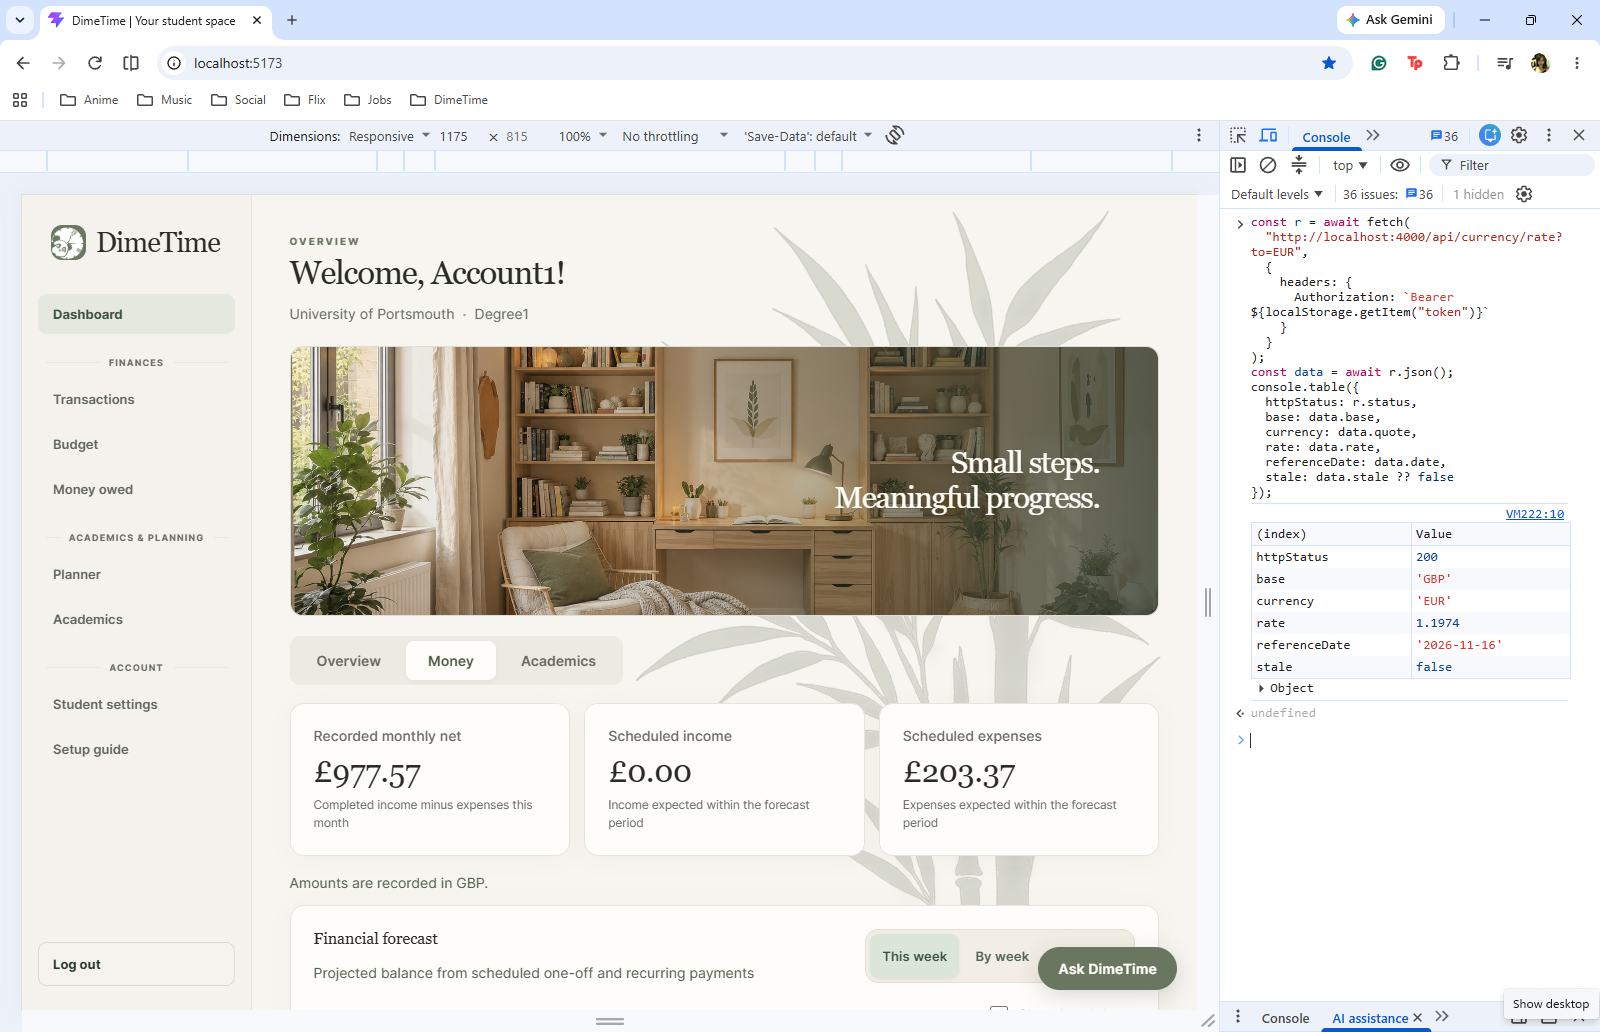 DimeTime | Your student space
Ask Gemini
localhost:5173
Anime
Music
Social
Flix
Jobs
DimeTime
Dimensions: Responsive 1175 × 815 100% No throttling 'Save-Data': default
Console
36
top
Filter
Default levels
36 issues: 36
1 hidden
DimeTime
Dashboard
FINANCES
Transactions
Budget
Money owed
ACADEMICS & PLANNING
Planner
Academics
ACCOUNT
Student settings
Setup guide
Log out
OVERVIEW
Welcome, Account1!
University of Portsmouth · Degree1
Small steps.
Meaningful progress.
Overview
Money
Academics
Recorded monthly net
£977.57
Completed income minus expenses this
month
Scheduled income
£0.00
Income expected within the forecast
period
Scheduled expenses
£203.37
Expenses expected within the forecast
period
Amounts are recorded in GBP.
Financial forecast
Projected balance from scheduled one-off and recurring payments
This week
By week
Ask DimeTime
const r = await fetch(
"http://localhost:4000/api/currency/rate?
to=EUR",
{
headers: {
Authorization: `Bearer
${localStorage.getItem("token")}`
}
}
);
const data = await r.json();
console.table({
httpStatus: r.status,
base: data.base,
currency: data.quote,
rate: data.rate,
referenceDate: data.date,
stale: data.stale ?? false
});
VM222:10
(index) Value
httpStatus 200
base 'GBP'
currency 'EUR'
rate 1.1974
referenceDate '2026-11-16'
stale false
Object
undefined
Console
AI assistance
Show desktop